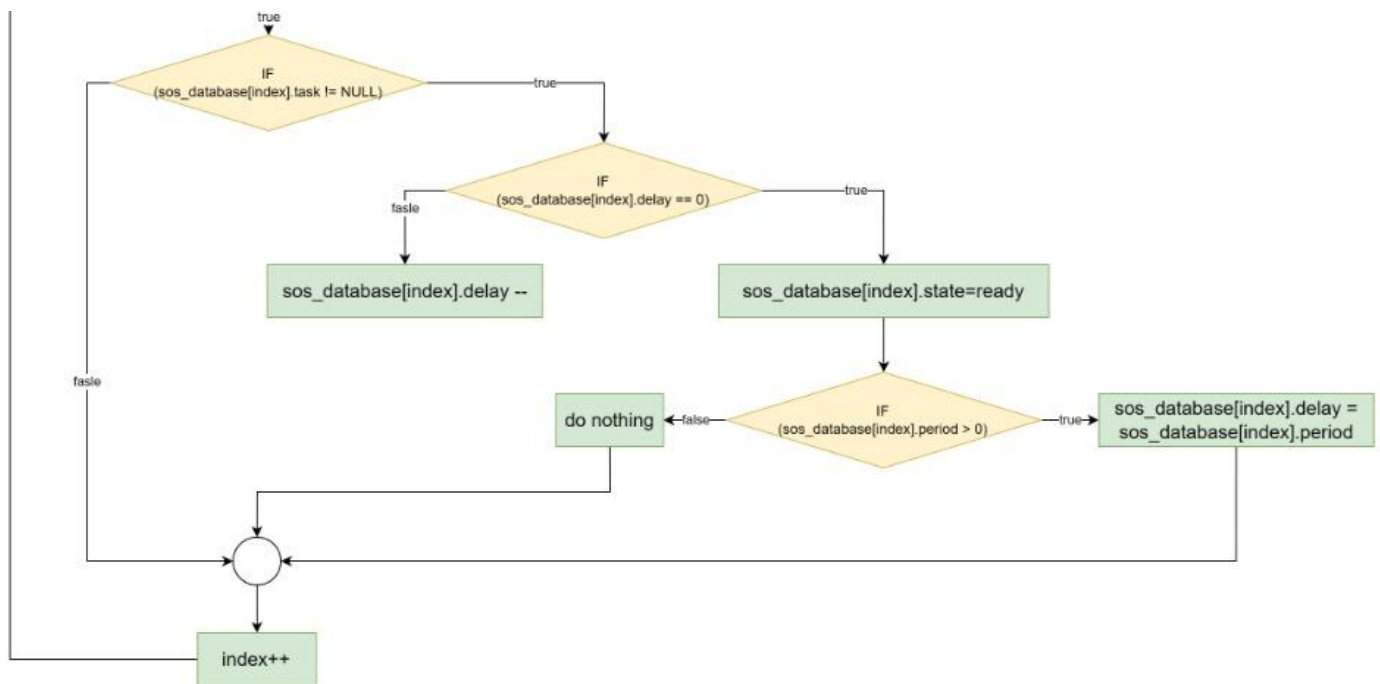 true
IF
(sos_database[index].task != NULL)
true
IF
(sos_database[index].delay == 0)
fasle
true
sos_database[index].delay --
sos_database[index].state=ready
fasle
do nothing
false
IF
(sos_database[index].period > 0)
true
sos_database[index].delay =
sos_database[index].period
index++